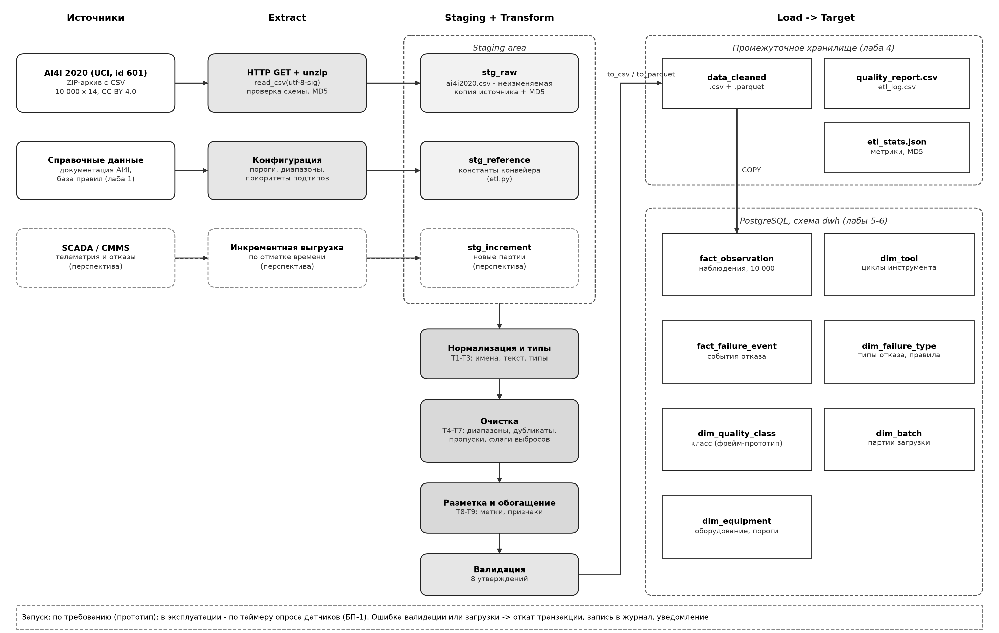 Источники
Extract
Staging + Transform
Load -> Target
AI4I 2020 (UCI, id 601)
ZIP-архив с CSV
10 000 x 14, CC BY 4.0
HTTP GET + unzip
read_csv(utf-8-sig)
проверка схемы, MD5
Staging area
stg_raw
ai4i2020.csv - неизменяемая
копия источника + MD5
to_csv / to_parquet
Промежуточное хранилище (лаба 4)
data_cleaned
.csv + .parquet
quality_report.csv
etl_log.csv
etl_stats.json
метрики, MD5
COPY
Справочные данные
документация AI4I,
база правил (лаба 1)
Конфигурация
пороги, диапазоны,
приоритеты подтипов
stg_reference
константы конвейера
(etl.py)
SCADA / CMMS
телеметрия и отказы
(перспектива)
Инкрементная выгрузка
по отметке времени
(перспектива)
stg_increment
новые партии
(перспектива)
PostgreSQL, схема dwh (лабы 5-6)
fact_observation
наблюдения, 10 000
dim_tool
циклы инструмента
Нормализация и типы
T1-T3: имена, текст, типы
fact_failure_event
события отказа
dim_failure_type
типы отказа, правила
Очистка
T4-T7: диапазоны, дубликаты,
пропуски, флаги выбросов
dim_quality_class
класс (фрейм-прототип)
dim_batch
партии загрузки
Разметка и обогащение
T8-T9: метки, признаки
dim_equipment
оборудование, пороги
Валидация
8 утверждений
Запуск: по требованию (прототип); в эксплуатации - по таймеру опроса датчиков (БП-1). Ошибка валидации или загрузки -> откат транзакции, запись в журнал, уведомление